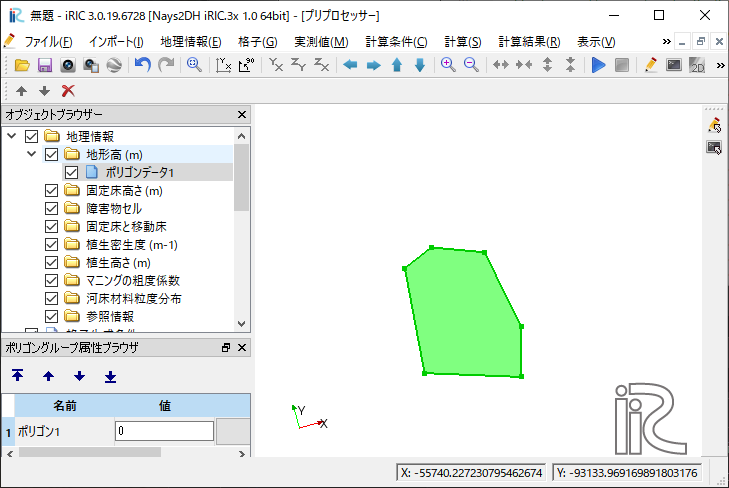 無題 - iRIC 3.0.19.6728 [Nays2DH iRIC.3x 1.0 64bit] - [プリプロセッサー]
ファイル(F) インポート(I) 地理情報(E) 格子(G) 実測値(M) 計算条件(C) 計算(S) 計算結果(R) 表示(V) »
オブジェクトブラウザー
地理情報
地形高 (m)
ポリゴンデータ1
固定床高さ(m)
障害物セル
固定床と移動床
植生密生度 (m-1)
植生高さ(m)
マニングの粗度係数
河床材料粒度分布
参照情報
ポリゴングループ属性ブラウザ
名前 値
1 ポリゴン1 0
Y
X
iRIC
X: -55740.227230795462674 Y: -93133.969169891803176